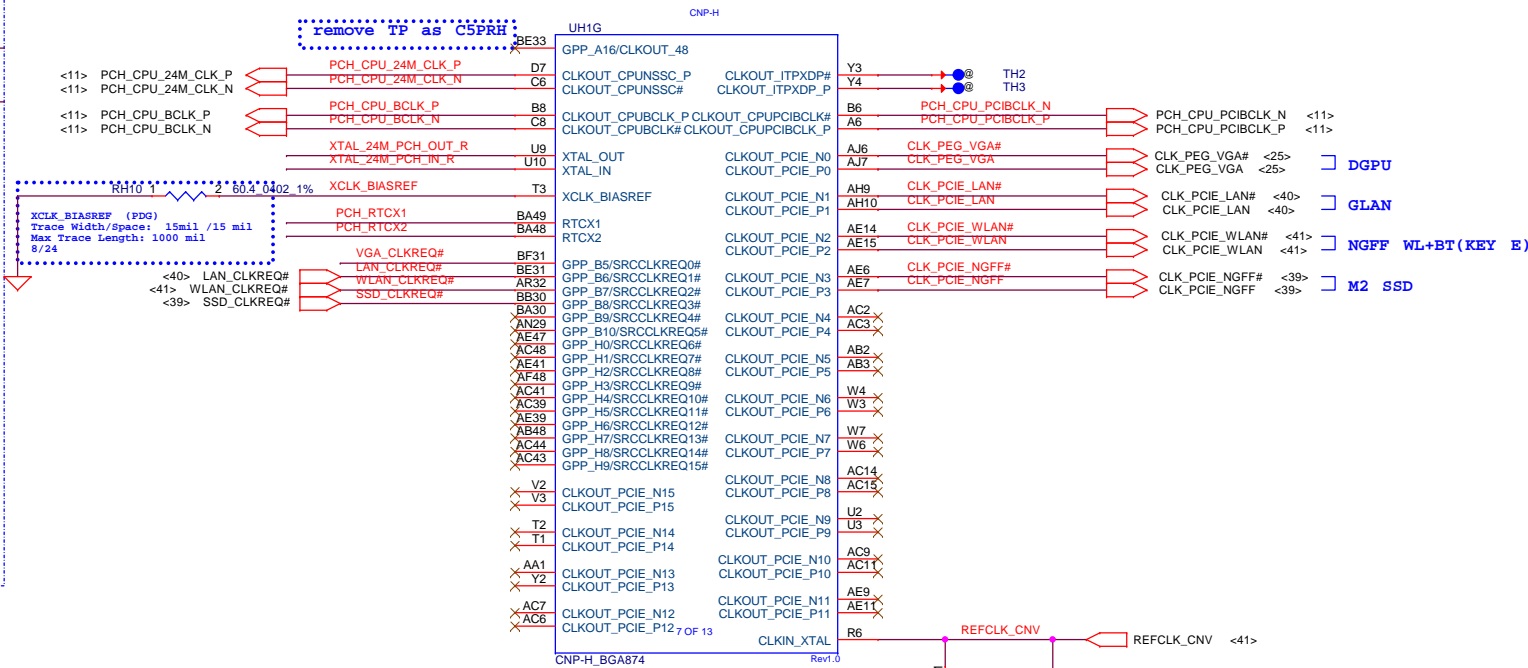 CNP-H
remove TP as C5PRH
UH1G
BE33
GPP_A16/CLKOUT_48
<11> PCH_CPU_24M_CLK_P
PCH_CPU_24M_CLK_P
D7
CLKOUT_CPUNSSC_P
CLKOUT_ITPXDP#
Y3
@
TH2
<11> PCH_CPU_24M_CLK_N
PCH_CPU_24M_CLK_N
C6
CLKOUT_CPUNSSC#
CLKOUT_ITPXDP_P
Y4
@
TH3
<11> PCH_CPU_BCLK_P
PCH_CPU_BCLK_P
B8
CLKOUT_CPUBCLK_P
CLKOUT_CPUPCIBCLK#
B6
PCH_CPU_PCIBCLK_N
PCH_CPU_PCIBCLK_N <11>
<11> PCH_CPU_BCLK_N
PCH_CPU_BCLK_N
C8
CLKOUT_CPUBCLK#
CLKOUT_CPUPCIBCLK_P
A6
PCH_CPU_PCIBCLK_P
PCH_CPU_PCIBCLK_P <11>
XTAL_24M_PCH_OUT_R
U9
XTAL_OUT
CLKOUT_PCIE_N0
AJ6
CLK_PEG_VGA#
CLK_PEG_VGA# <25>
XTAL_24M_PCH_IN_R
U10
XTAL_IN
CLKOUT_PCIE_P0
AJ7
CLK_PEG_VGA
CLK_PEG_VGA <25>
DGPU
RH10 1 2 60.4_0402_1%
XCLK_BIASREF
T3
XCLK_BIASREF
CLKOUT_PCIE_N1
AH9
CLK_PCIE_LAN#
CLK_PCIE_LAN# <40>
CLKOUT_PCIE_P1
AH10
CLK_PCIE_LAN
CLK_PCIE_LAN <40>
GLAN
XCLK_BIASREF (PDG)
Trace Width/Space: 15mil /15 mil
Max Trace Length: 1000 mil
8/24
PCH_RTCX1
BA49
RTCX1
PCH_RTCX2
BA48
RTCX2
CLKOUT_PCIE_N2
AE14
CLK_PCIE_WLAN#
CLK_PCIE_WLAN# <41>
CLKOUT_PCIE_P2
AE15
CLK_PCIE_WLAN
CLK_PCIE_WLAN <41>
NGFF WL+BT(KEY E)
VGA_CLKREQ#
BF31
GPP_B5/SRCCLKREQ0#
<40> LAN_CLKREQ#
LAN_CLKREQ#
BE31
GPP_B6/SRCCLKREQ1#
CLKOUT_PCIE_N3
AE6
CLK_PCIE_NGFF#
CLK_PCIE_NGFF# <39>
<41> WLAN_CLKREQ#
WLAN_CLKREQ#
AR32
GPP_B7/SRCCLKREQ2#
CLKOUT_PCIE_P3
AE7
CLK_PCIE_NGFF
CLK_PCIE_NGFF <39>
M2 SSD
<39> SSD_CLKREQ#
SSD_CLKREQ#
BB30
GPP_B8/SRCCLKREQ3#
BA30
GPP_B9/SRCCLKREQ4#
CLKOUT_PCIE_N4
AC2
AN29
GPP_B10/SRCCLKREQ5#
CLKOUT_PCIE_P4
AC3
AE47
GPP_H0/SRCCLKREQ6#
AC48
GPP_H1/SRCCLKREQ7#
CLKOUT_PCIE_N5
AB2
AE41
GPP_H2/SRCCLKREQ8#
CLKOUT_PCIE_P5
AB3
AF48
GPP_H3/SRCCLKREQ9#
AC41
GPP_H4/SRCCLKREQ10#
CLKOUT_PCIE_N6
W4
AC39
GPP_H5/SRCCLKREQ11#
CLKOUT_PCIE_P6
W3
AE39
GPP_H6/SRCCLKREQ12#
AB48
GPP_H7/SRCCLKREQ13#
CLKOUT_PCIE_N7
W7
AC44
GPP_H8/SRCCLKREQ14#
CLKOUT_PCIE_P7
W6
AC43
GPP_H9/SRCCLKREQ15#
CLKOUT_PCIE_N8
AC14
V2
CLKOUT_PCIE_N15
CLKOUT_PCIE_P8
AC15
V3
CLKOUT_PCIE_P15
CLKOUT_PCIE_N9
U2
T2
CLKOUT_PCIE_N14
CLKOUT_PCIE_P9
U3
T1
CLKOUT_PCIE_P14
CLKOUT_PCIE_N10
AC9
AA1
CLKOUT_PCIE_N13
CLKOUT_PCIE_P10
AC11
Y2
CLKOUT_PCIE_P13
CLKOUT_PCIE_N11
AE9
AC7
CLKOUT_PCIE_N12
CLKOUT_PCIE_P11
AE11
AC6
CLKOUT_PCIE_P12
7 OF 13
CLKIN_XTAL
R6
REFCLK_CNV
REFCLK_CNV <41>
CNP-H_BGA874
Rev1.0